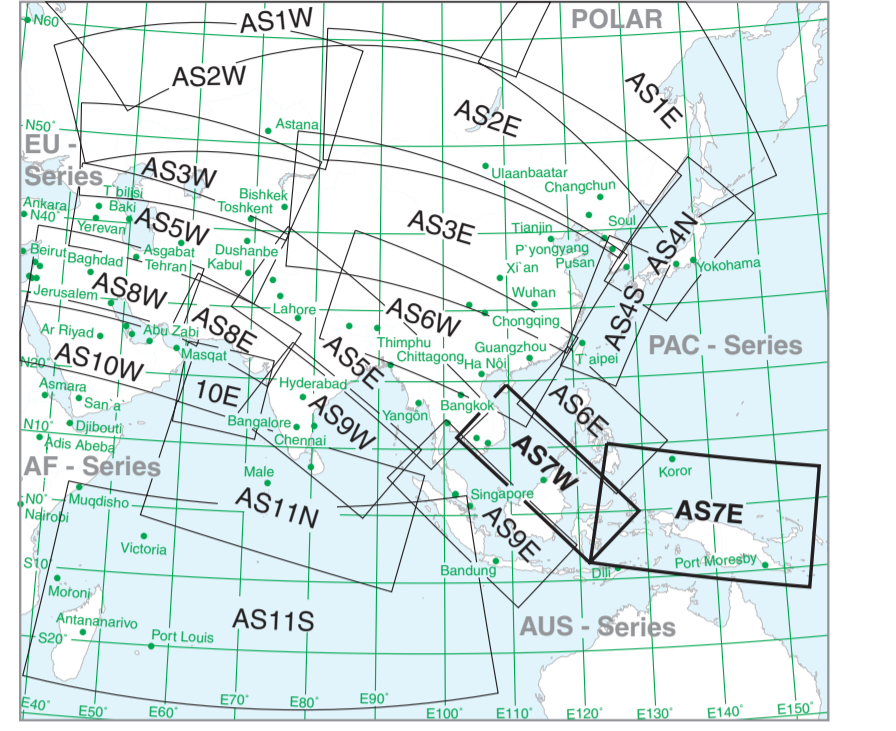 AS1W
POLAR
N60
AS2W
AS1E
AS2E
Astana
N50°
EU -
Series
Ulaanbaatar
AS3W
Changchun
T`bilisi
Bishkek
Ankara
Baki
Toshkent
N40°
AS5W
AS3E
Soul
Yerevan
Tianjin
AS4N
P`yongyang
Asgabat
Dushanbe
Beirut
Baghdad
Tehran
Kabul
Xi`an
Pusan
Yokohama
AS8W
Wuhan
Jerusalem
Lahore
AS6W
AS4S
Chongqing
Ar Riyad
Abu Zabi
AS8E
Thimphu
Guangzhou
PAC - Series
Masqat
AS5E
Chittagong
T`aipei
N20°
AS10W
Ha Nôi
Asmara
10E
Hyderabad
San`a
Bangkok
AS6E
Yangôn
N10°
Djibouti
Bangalore
AS9W
Adis Abeba
Chennai
AS7W
AF - Series
Male
Koror
N0°
Muqdisho
AS11N
Singapore
AS7E
Nairobi
AS9E
Victoria
S10
Bandung
Dili
Port Moresby
Moroni
Antananarivo
AS11S
AUS - Series
S20°
Port Louis
E40°
E50°
E60°
E70°
E80°
E90°
E100°
E110°
E120°
E130°
E140°
E150°